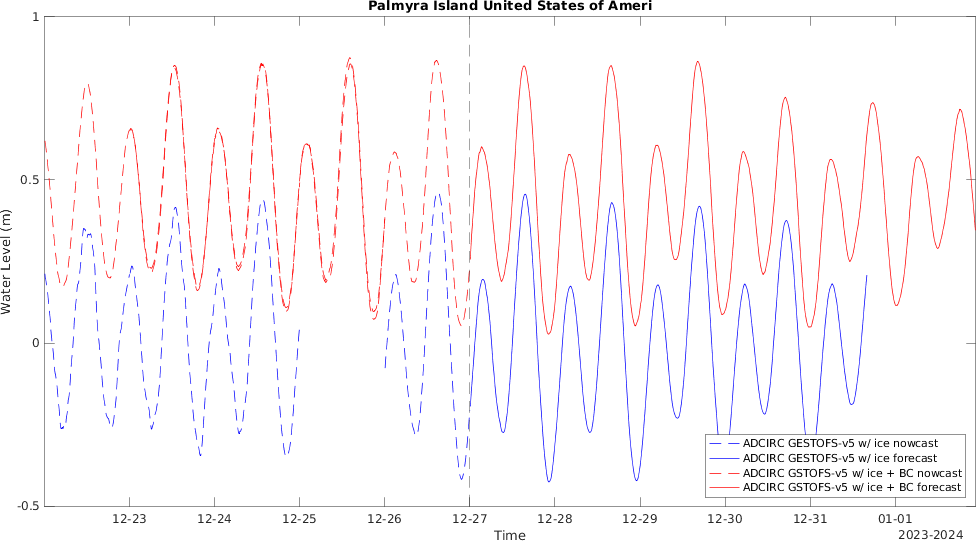 Palmyra Island United States of Ameri
Water Level (m)
1
0.5
0
-0.5
12-23
12-24
12-25
12-26
12-27
12-28
12-29
12-30
12-31
01-01
Time
2023-2024
ADCIRC GESTOFS-v5 w/ ice nowcast
ADCIRC GESTOFS-v5 w/ ice forecast
ADCIRC GSTOFS-v5 w/ ice + BC nowcast
ADCIRC GSTOFS-v5 w/ ice + BC forecast